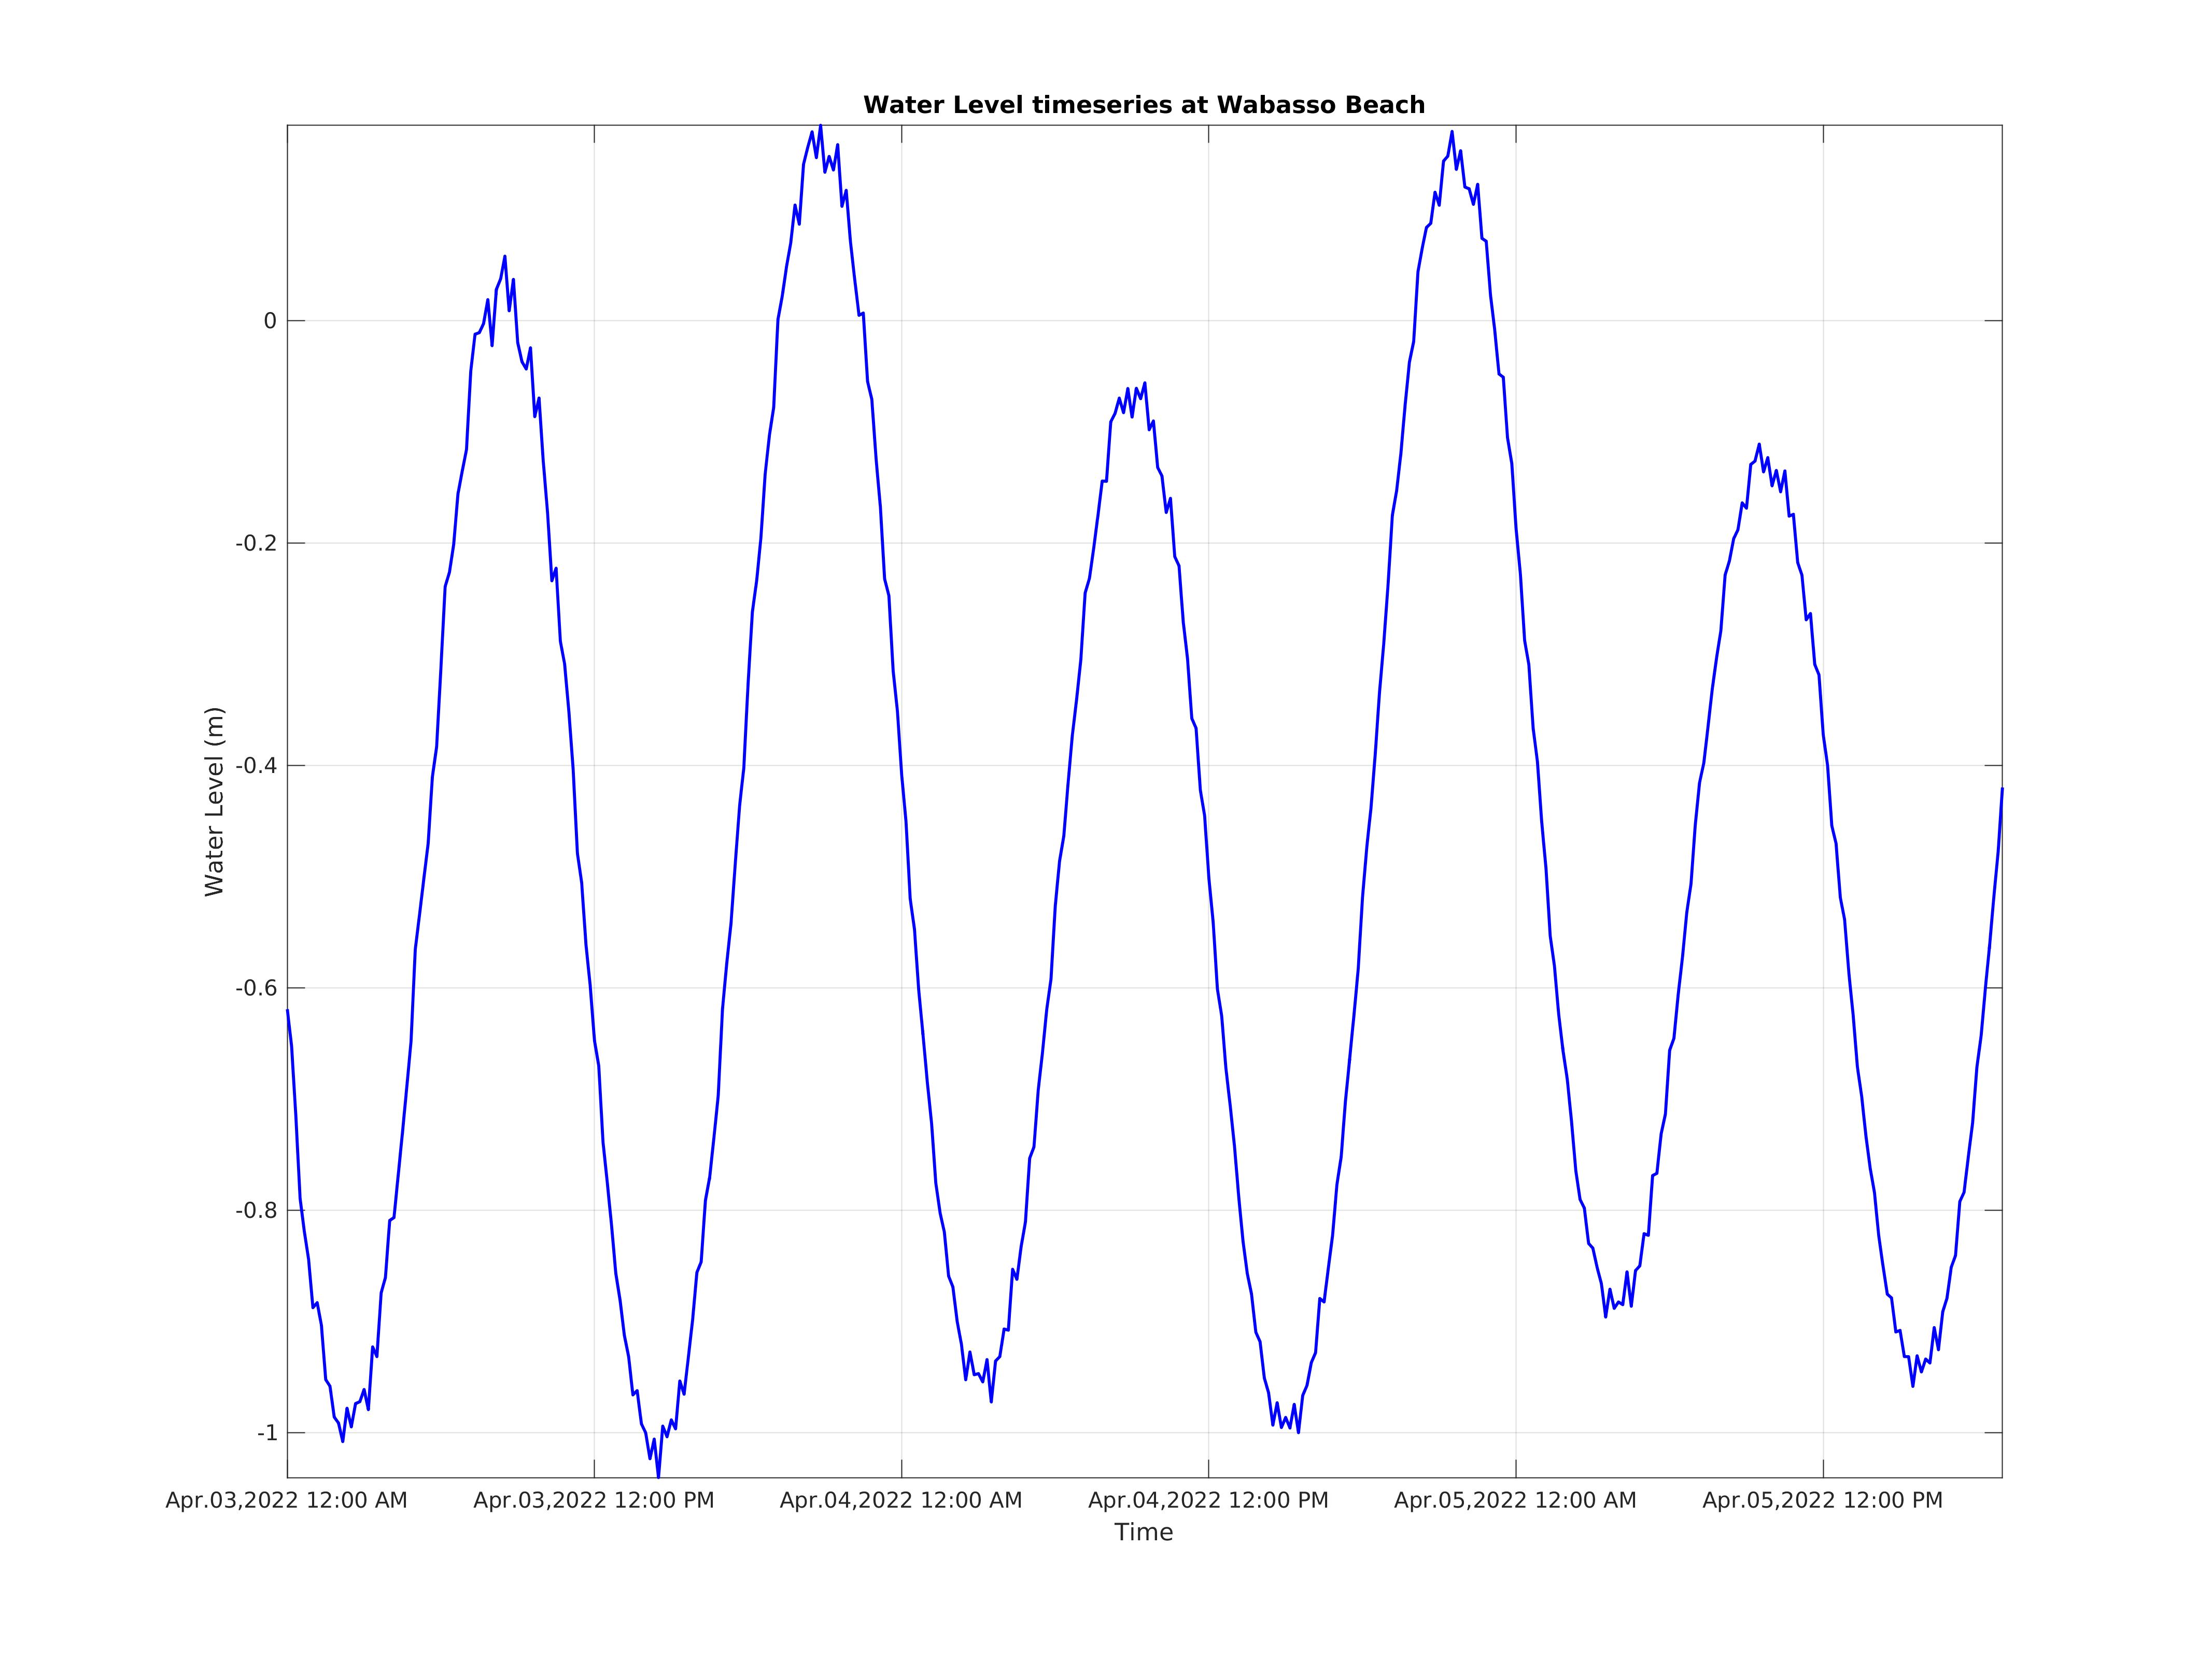 Water Level timeseries at Wabasso Beach
0
-0.2
-0.4
-0.6
-0.8
-1
Water Level (m)
Apr.03,2022 12:00 AM
Apr.03,2022 12:00 PM
Apr.04,2022 12:00 AM
Apr.04,2022 12:00 PM
Apr.05,2022 12:00 AM
Apr.05,2022 12:00 PM
Time